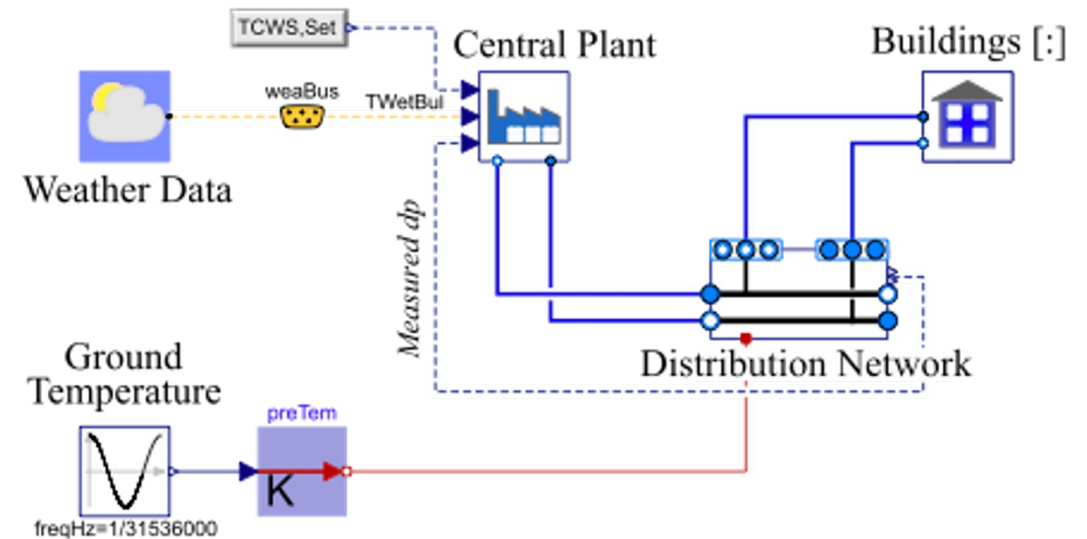 TCWS,Set
Central Plant
Buildings [:]
weaBus
TWetBul
Weather Data
Measured dp
Distribution Network
Ground
Temperature
preTem
K
freqHz=1/31536000